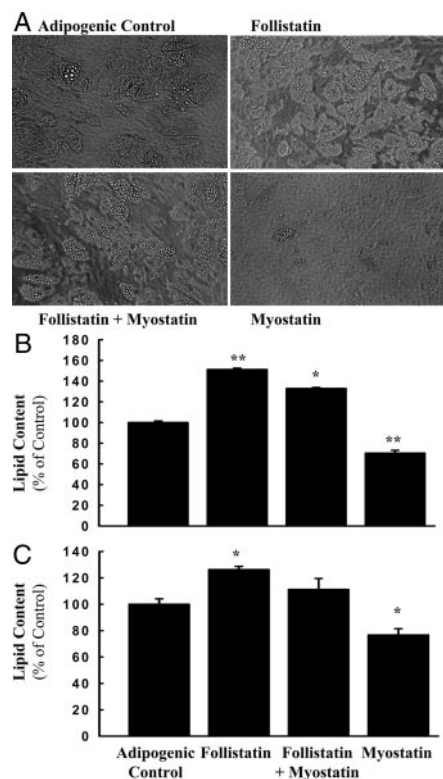 A
Adipogenic Control
Follistatin
Follistatin + Myostatin
Myostatin
B
Lipid Content
(% of Control)
180
160
140
120
100
80
60
40
20
0
**
*
**
C
Lipid Content
(% of Control)
140
120
100
80
60
40
20
0
*
*
Adipogenic
Control
Follistatin
Follistatin
+ Myostatin
Myostatin